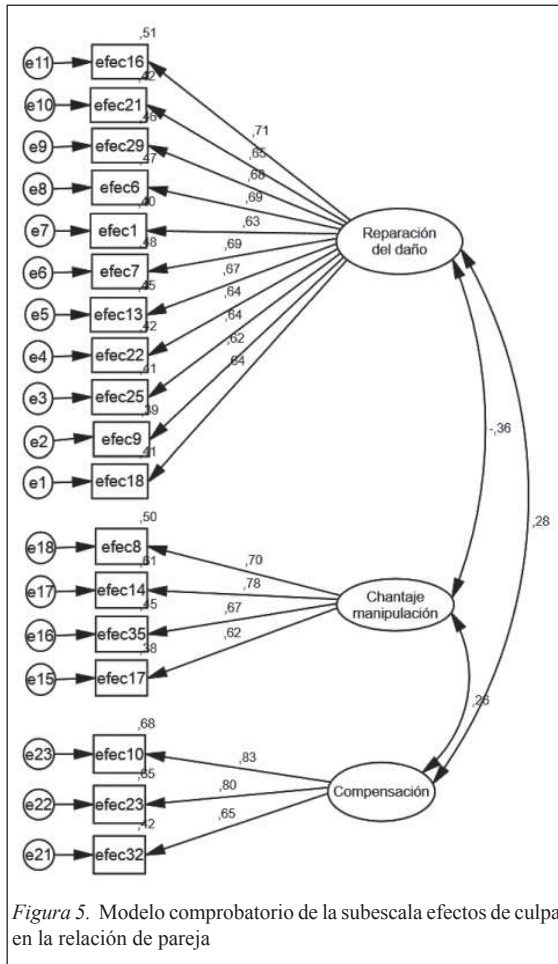 ,51
e11 efec16
,42
e10 efec21
,46
e9 efec29
,47
e8 efec6
,40
e7 efec1
,48
e6 efec7
,45
e5 efec13
,42
e4 efec22
,41
e3 efec25
,39
e2 efec9
,41
e1 efec18
,71
,65
,68
,69
,63
,69
,67
,64
,64
,62
,64
Reparación
del daño
-,36
,28
,50
e18 efec8
,61
e17 efec14
,45
e16 efec35
,38
e15 efec17
,70
,78
,67
,62
Chantaje
manipulación
,26
,68
e23 efec10
,65
e22 efec23
,42
e21 efec32
,83
,80
,65
Compensación
Figura 5. Modelo comprobatorio de la subescala efectos de culpa
en la relación de pareja